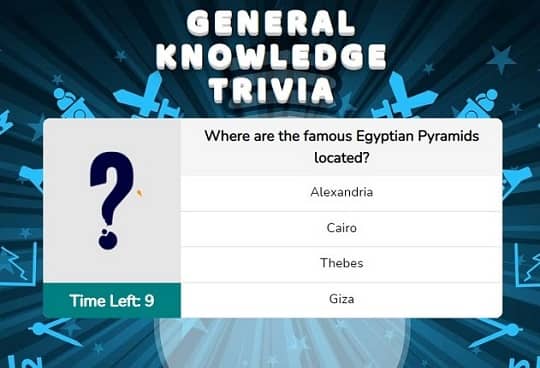 GENERAL
KNOWLEDGE
TRIVIA
Where are the famous Egyptian Pyramids
located?
Alexandria
Cairo
Thebes
Giza
?
Time Left: 9